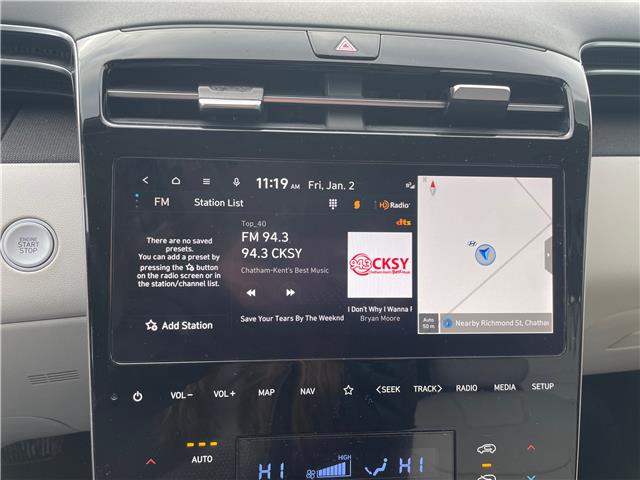 11:19 AM Fri, Jan. 2
FM Station List
HD Radio
dts
There are no saved
presets.
You can add a preset by
pressing the button
on the radio screen or in
the station/channel list.
Add Station
Top_40
FM 94.3
94.3 CKSY
Chatham-Kent's Best Music
Save Your Tears By The Weeknd
94.3 CKSY
I Don't Why I Wanna
Bryan Moore
N
Auto
50 m
Nearby Richmond St, Chatham
ENGINE
START
STOP
VOL− VOL+ MAP NAV SEEK TRACK RADIO MEDIA SETUP
AUTO
HIGH
HI HI